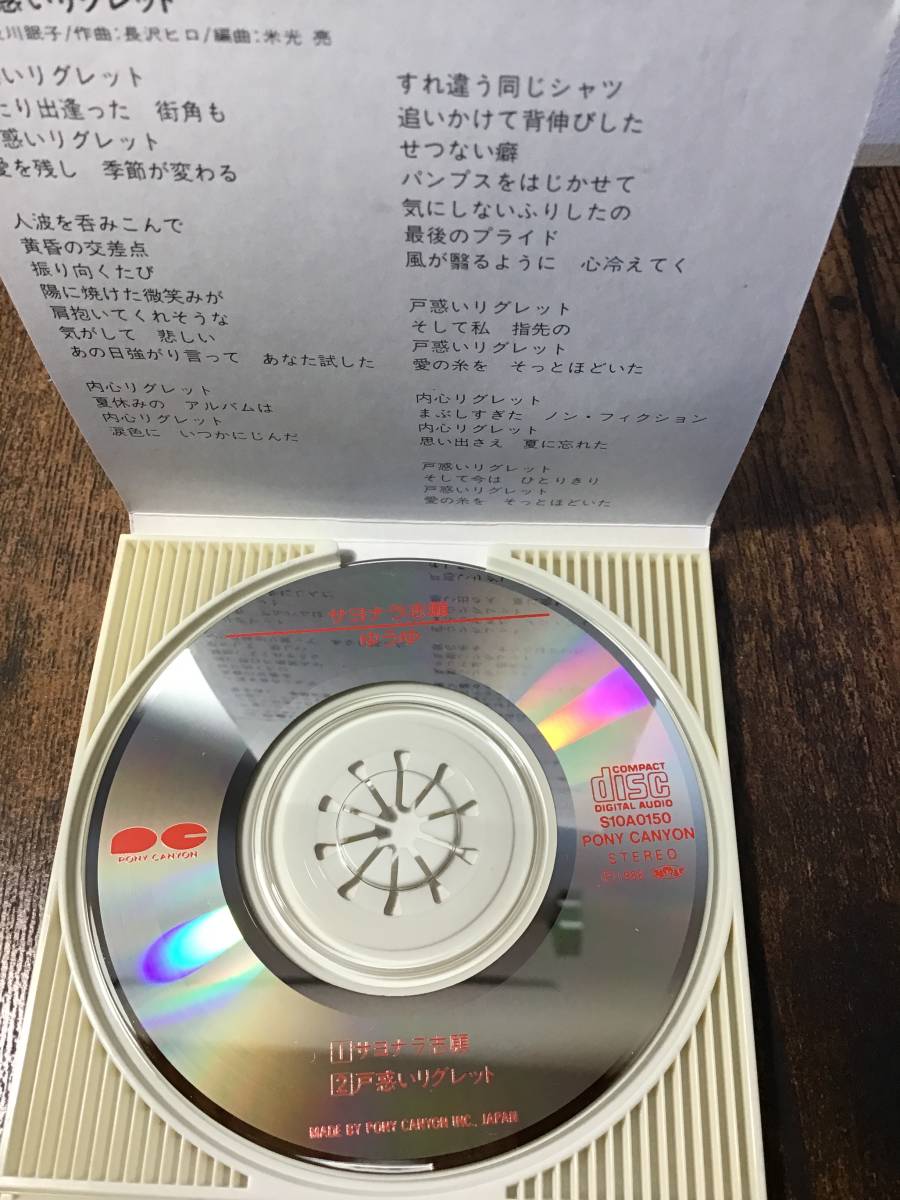 惑いリグレット
川眼子/作曲:長沢ヒロ/編曲:米光 亮
いリグレット
たり出逢った 街角も
惑いリグレット
愛を残し 季節が変わる
人波を呑みこんで
黄昏の交差点
振り向くたび
陽に焼けた微笑みが
肩抱いてくれそうな
気がして 悲しい
あの日強がり言って あなた試した
内心リグレット
夏休みの アルバムは
内心リグレット
涙色に いつかにじんだ
すれ違う同じシャツ
追いかけて背伸びした
せつない癖
パンプスをはじかせて
気にしないふりしたの
最後のプライド
風が翳るように 心冷えてく
戸惑いリグレット
そして私 指先の
戸惑いリグレット
愛の糸を そっとほどいた
内心リグレット
まぶしすぎた ノン・フィクション
内心リグレット
思い出さえ 夏に忘れた
戸惑いリグレット
そして今は ひとりきり
戸惑いリグレット
愛の糸を そっとほどいた
サヨナラ志願
ゆうゆ
PONY CANYON
COMPACT
disc
DIGITAL AUDIO
S10A0150
PONY CANYON
STEREO
1 サヨナラ志願
2 戸惑いリグレット
MADE BY PONY CANYON INC., JAPAN